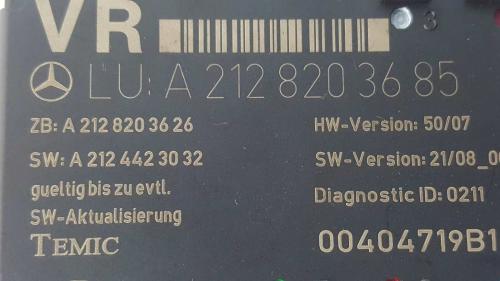 VR
3
LU: A 212 820 36 85
ZB: A 212 820 36 26
HW-Version: 50/07
SW: A 212 442 30 32
SW-Version: 21/08_00
gueltig bis zu evtl.
Diagnostic ID: 0211
SW-Aktualisierung
TEMIC
00404719B1